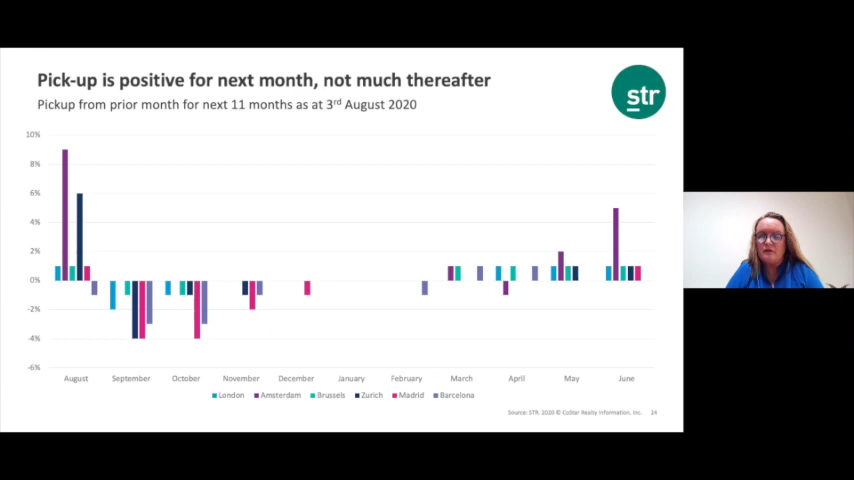 Pick-up is positive for next month, not much thereafter
Pickup from prior month for next 11 months as at 3rd August 2020
str
10%
8%
6%
4%
2%
0%
-2%
-4%
-6%
August September October November December January February March April May June
London Amsterdam Brussels Zurich Madrid Barcelona
Source: STR. 2020 © CoStar Realty Information, Inc. 24